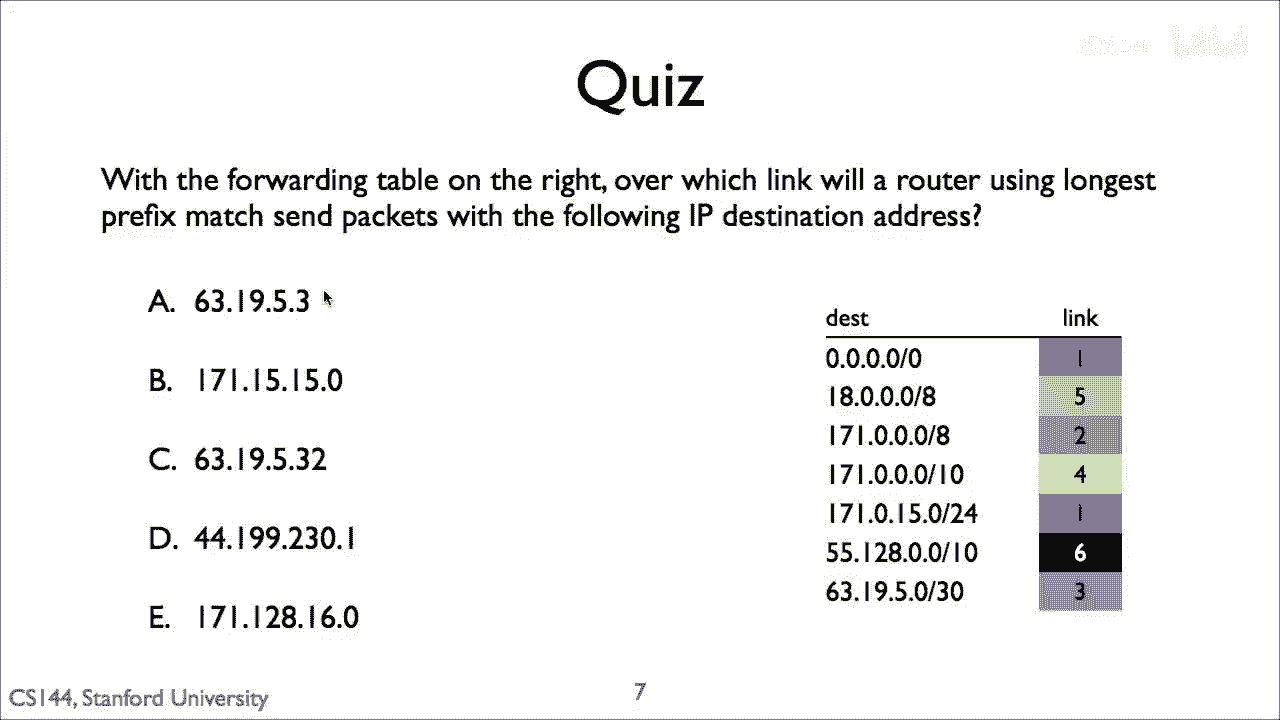 Quiz
With the forwarding table on the right, over which link will a router using longest
prefix match send packets with the following IP destination address?
A. 63.19.5.3
B. 171.15.15.0
C. 63.19.5.32
D. 44.199.230.1
E. 171.128.16.0
dest link
0.0.0.0/0 1
18.0.0.0/8 5
171.0.0.0/8 2
171.0.0.0/10 4
171.0.15.0/24 1
55.128.0.0/10 6
63.19.5.0/30 3
CS144, Stanford University
7